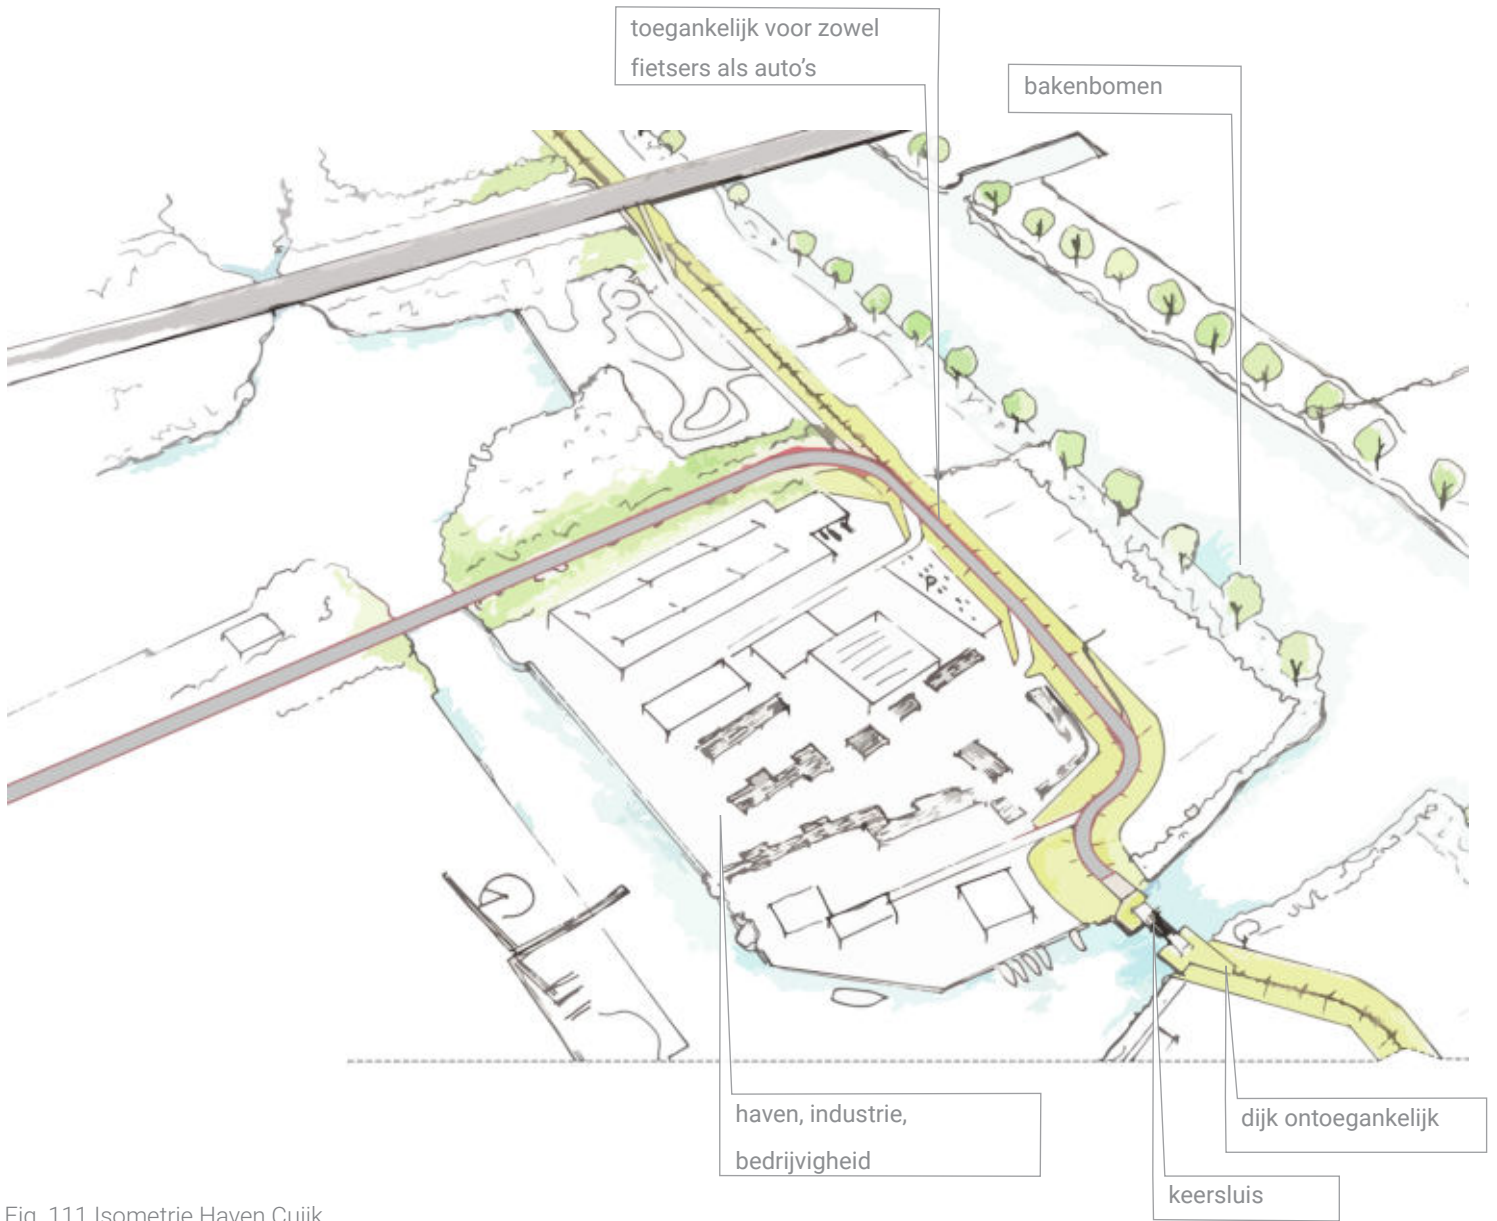 toegankelijk voor zowel
fietsers als auto’s
bakenbomen
P
haven, industrie,
bedrijvigheid
dijk ontoegankelijk
keersluis
Fig. 111 Isometrie Haven Cuijk